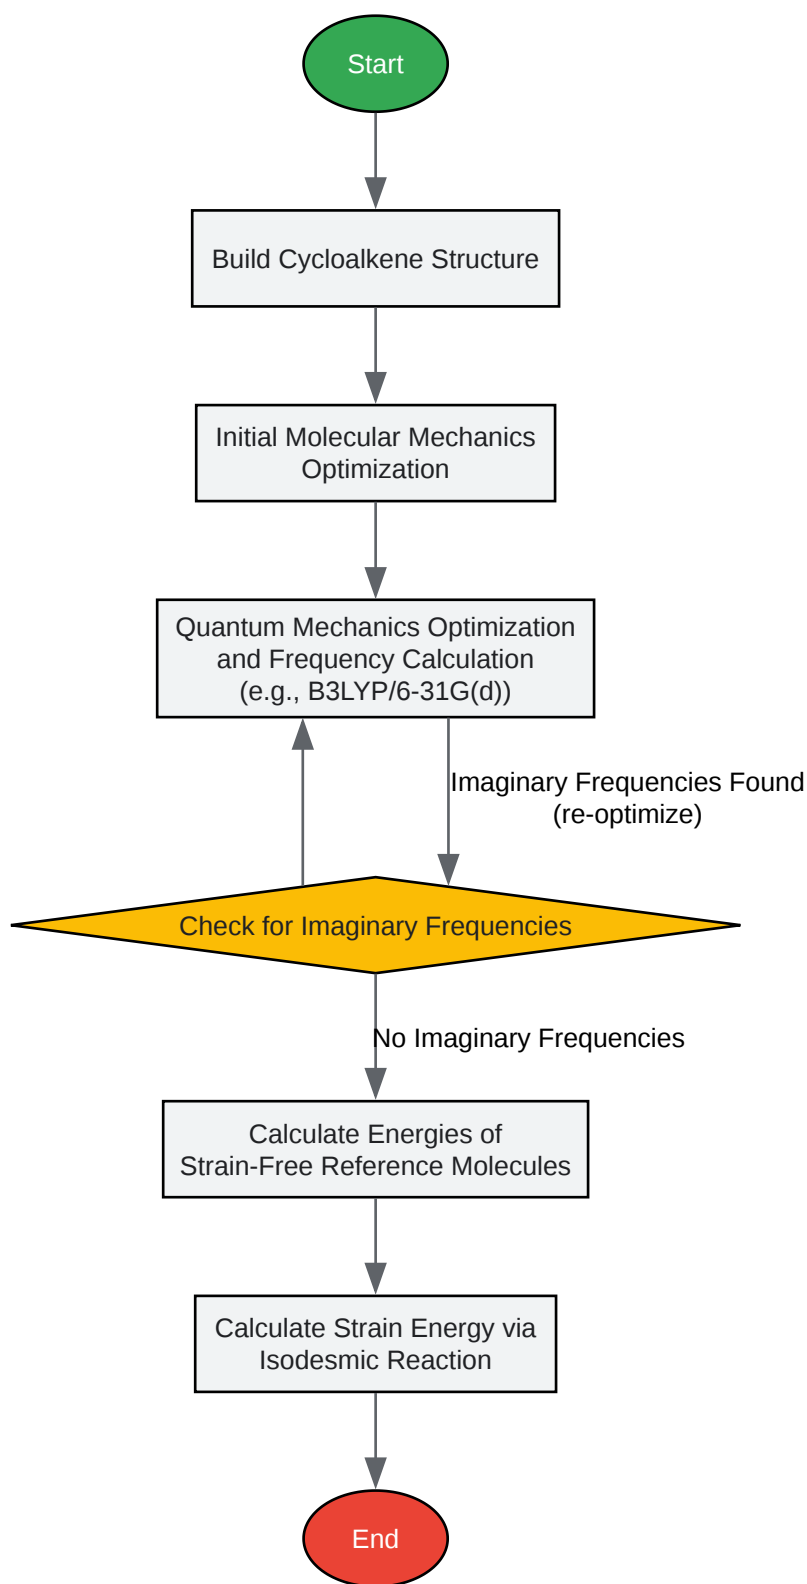 Start
Build Cycloalkene Structure
Initial Molecular Mechanics
Optimization
Quantum Mechanics Optimization
and Frequency Calculation
(e.g., B3LYP/6-31G(d))
Imaginary Frequencies Found
(re-optimize)
Check for Imaginary Frequencies
No Imaginary Frequencies
Calculate Energies of
Strain-Free Reference Molecules
Calculate Strain Energy via
Isodesmic Reaction
End